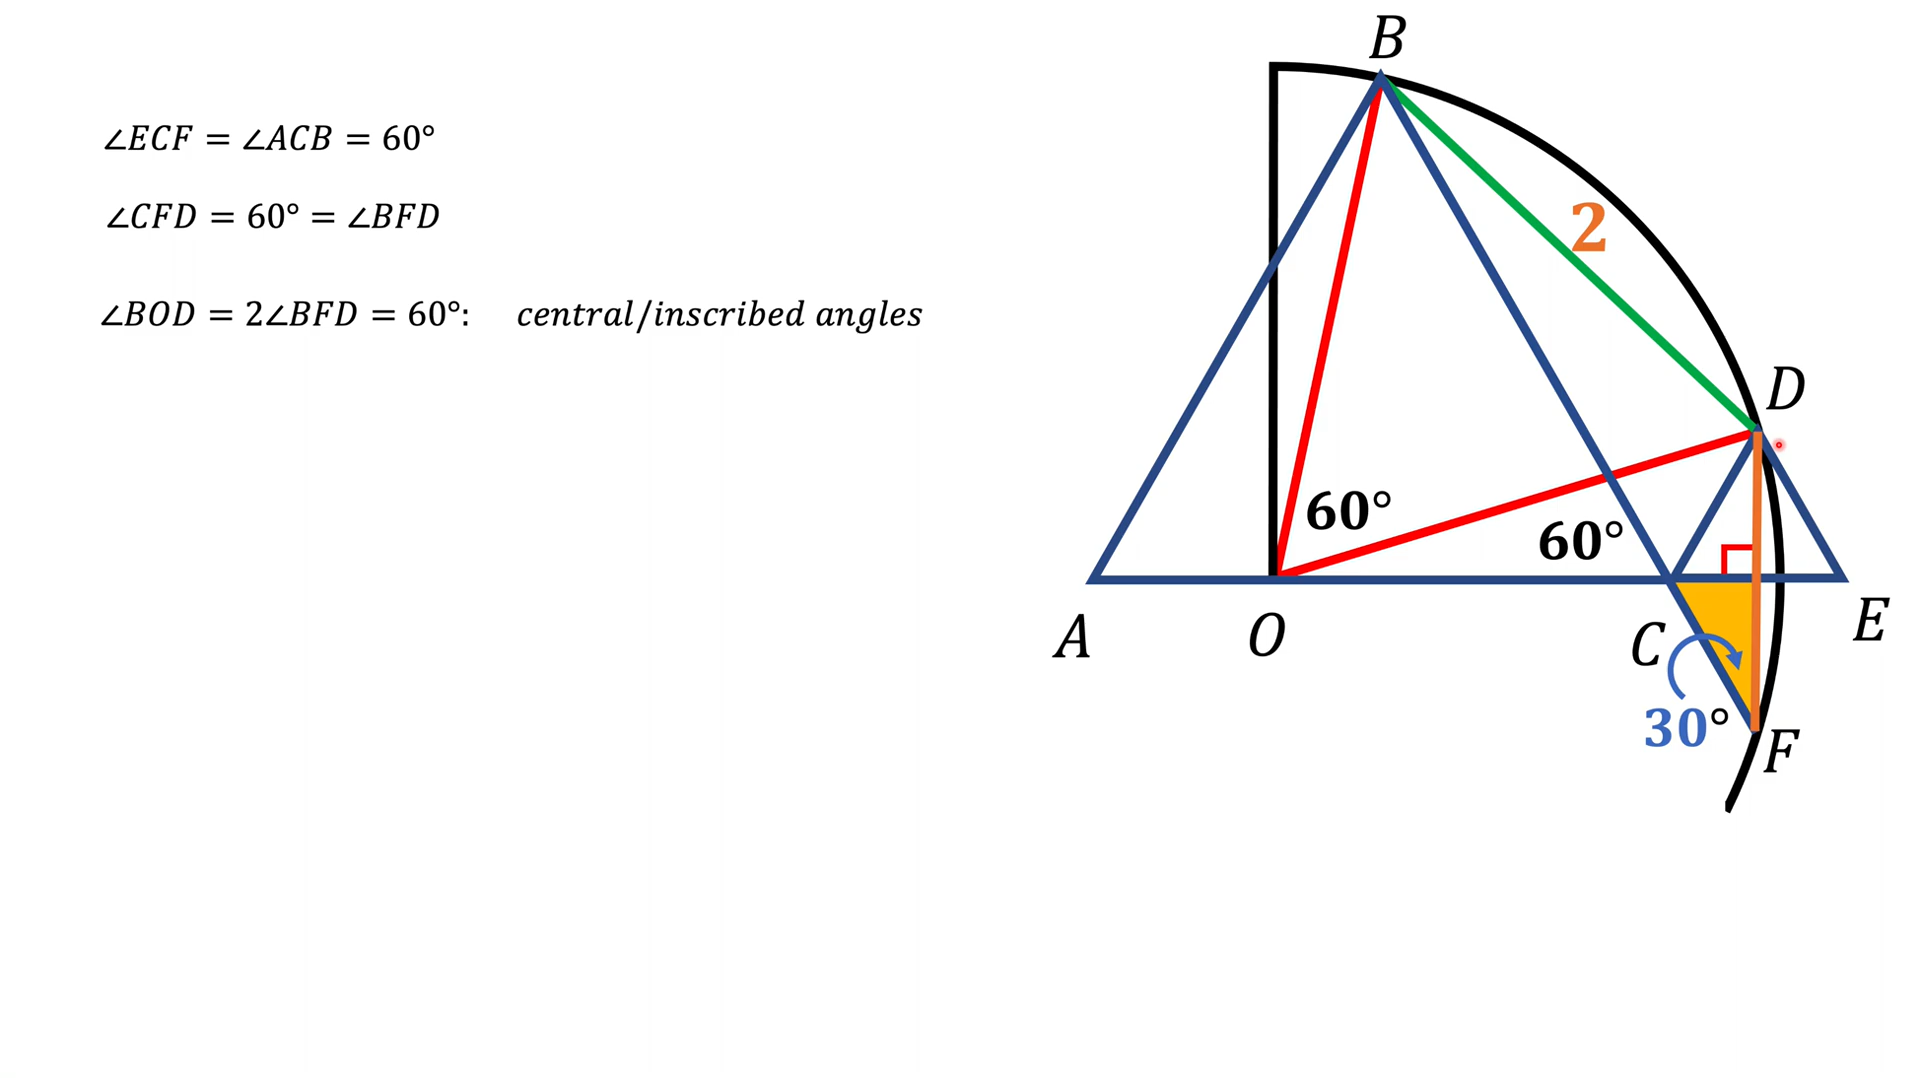 ∠ECF = ∠ACB = 60°
∠CFD = 60° = ∠BFD
∠BOD = 2∠BFD = 60°: central/inscribed angles
B
2
D
60°
60°
A
O
C
E
30°
F